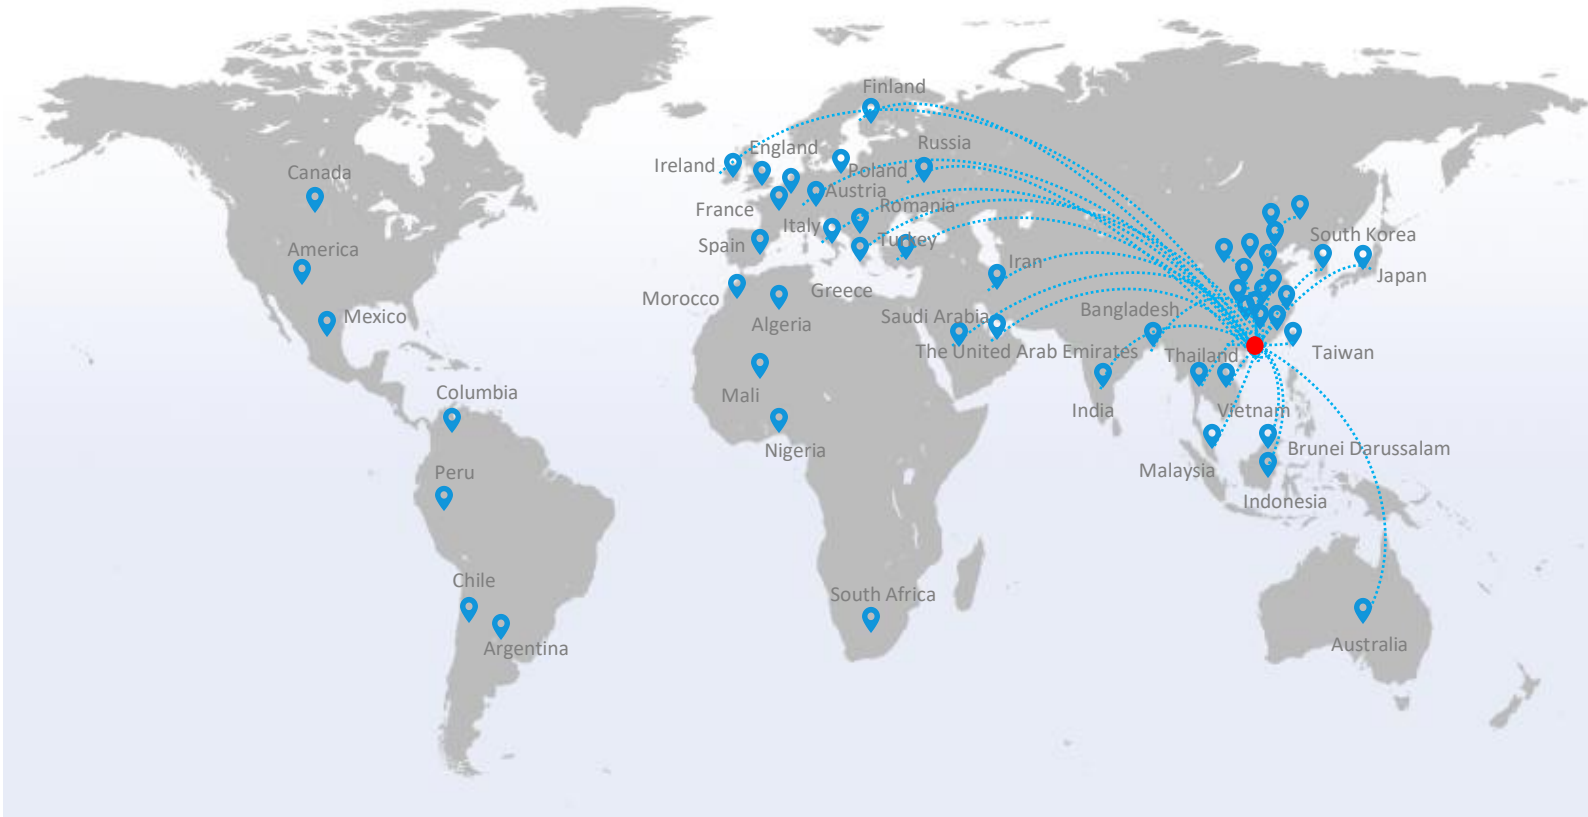 Finland
England
Russia
Ireland
Poland
Canada
Austria
France
Romania
Italy
South Korea
America
Spain
Turkey
Iran
Japan
Morocco
Greece
Algeria
Saudi Arabia
Bangladesh
Mexico
The United Arab Emirates
Thailand
Taiwan
Columbia
Mali
India
Vietnam
Nigeria
Brunei Darussalam
Peru
Malaysia
Indonesia
Chile
South Africa
Argentina
Australia